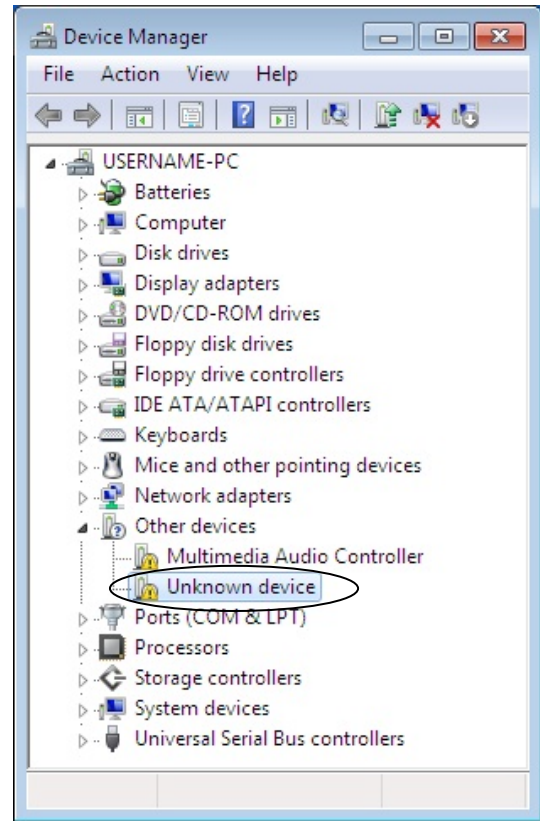 Device Manager
File Action View Help
USERNAME-PC
Batteries
Computer
Disk drives
Display adapters
DVD/CD-ROM drives
Floppy disk drives
Floppy drive controllers
IDE ATA/ATAPI controllers
Keyboards
Mice and other pointing devices
Network adapters
Other devices
Multimedia Audio Controller
Unknown device
Ports (COM & LPT)
Processors
Storage controllers
System devices
Universal Serial Bus controllers